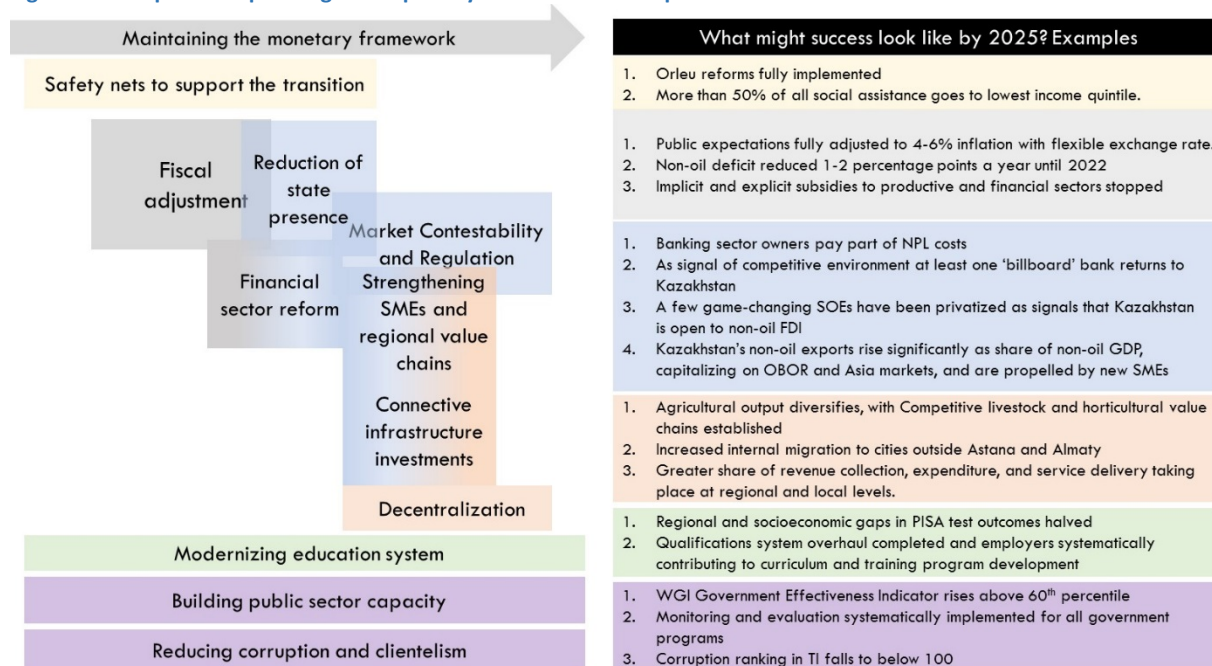 Maintaining the monetary framework
Safety nets to support the transition
Fiscal
adjustment
Reduction of
state
presence
Market Contestability
and Regulation
Financial
sector reform
Strengthening
SMEs and
regional value
chains
Connective
infrastructure
investments
Decentralization
Modernizing education system
Building public sector capacity
Reducing corruption and clientelism
What might success look like by 2025? Examples
1. Orleu reforms fully implemented
2. More than 50% of all social assistance goes to lowest income quintile.
1. Public expectations fully adjusted to 4-6% inflation with flexible exchange rate.
2. Non-oil deficit reduced 1-2 percentage points a year until 2022
3. Implicit and explicit subsidies to productive and financial sectors stopped
1. Banking sector owners pay part of NPL costs
2. As signal of competitive environment at least one ‘billboard’ bank returns to
Kazakhstan
3. A few game-changing SOEs have been privatized as signals that Kazakhstan
is open to non-oil FDI
4. Kazakhstan’s non-oil exports rise significantly as share of non-oil GDP,
capitalizing on OBOR and Asia markets, and are propelled by new SMEs
1. Agricultural output diversifies, with Competitive livestock and horticultural value
chains established
2. Increased internal migration to cities outside Astana and Almaty
3. Greater share of revenue collection, expenditure, and service delivery taking
place at regional and local levels.
1. Regional and socioeconomic gaps in PISA test outcomes halved
2. Qualifications system overhaul completed and employers systematically
contributing to curriculum and training program development
1. WGI Government Effectiveness Indicator rises above 60th percentile
2. Monitoring and evaluation systematically implemented for all government
programs
3. Corruption ranking in TI falls to below 100